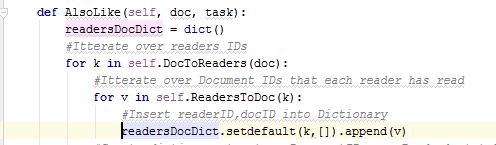 def AlsoLike(self, doc, task):
readersDocDict = dict()
#Itterate over readers IDs
for k in self.DocToReaders(doc):
#Itterate over Document IDs that each reader has read
for v in self.ReadersToDoc(k):
#Insert readerID,docID into Dictionary
readersDocDict.setdefault(k,[]).append(v)